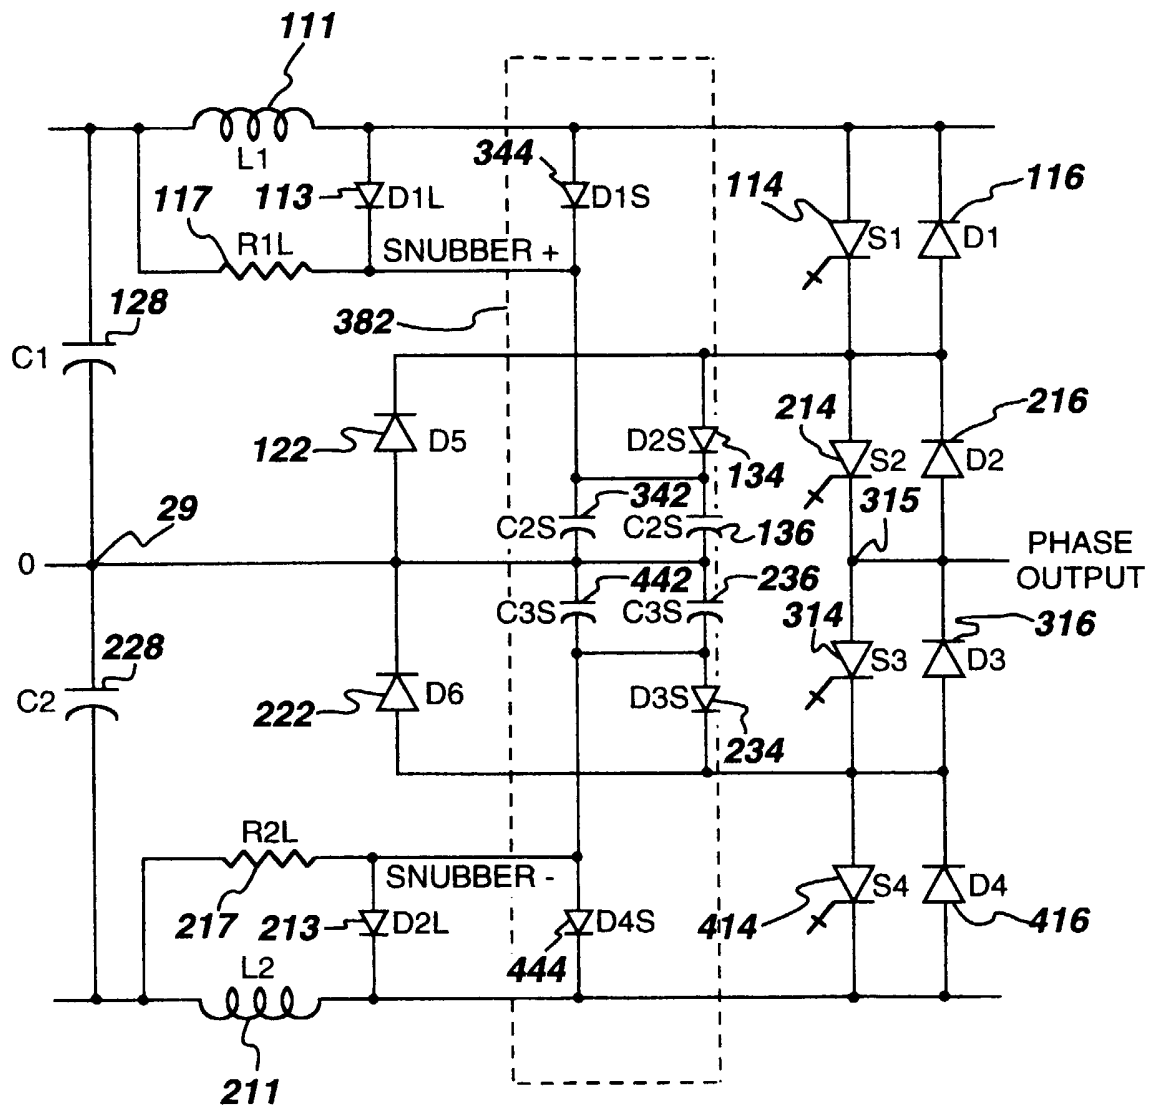 111
L1
344
117
113
D1L
D1S
114
116
R1L
SNUBBER +
S1
D1
128
382
C1
214
216
122
D5
D2S
134
S2
D2
29
342
315
C2S
C2S
136
0
PHASE
OUTPUT
442
236
C3S
C3S
314
316
228
C2
S3
D3
222
D6
D3S
234
R2L
SNUBBER -
217
213
D2L
D4S
414
S4
D4
416
L2
444
211